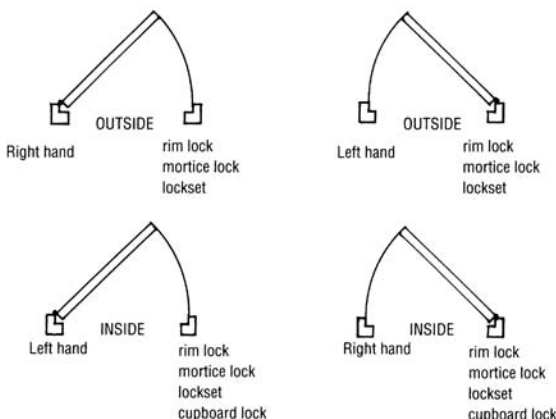 OUTSIDE
Right hand
rim lock
mortice lock
lockset
OUTSIDE
Left hand
rim lock
mortice lock
lockset
INSIDE
Left hand
rim lock
mortice lock
lockset
cupboard lock
INSIDE
Right hand
rim lock
mortice lock
lockset
cupboard lock